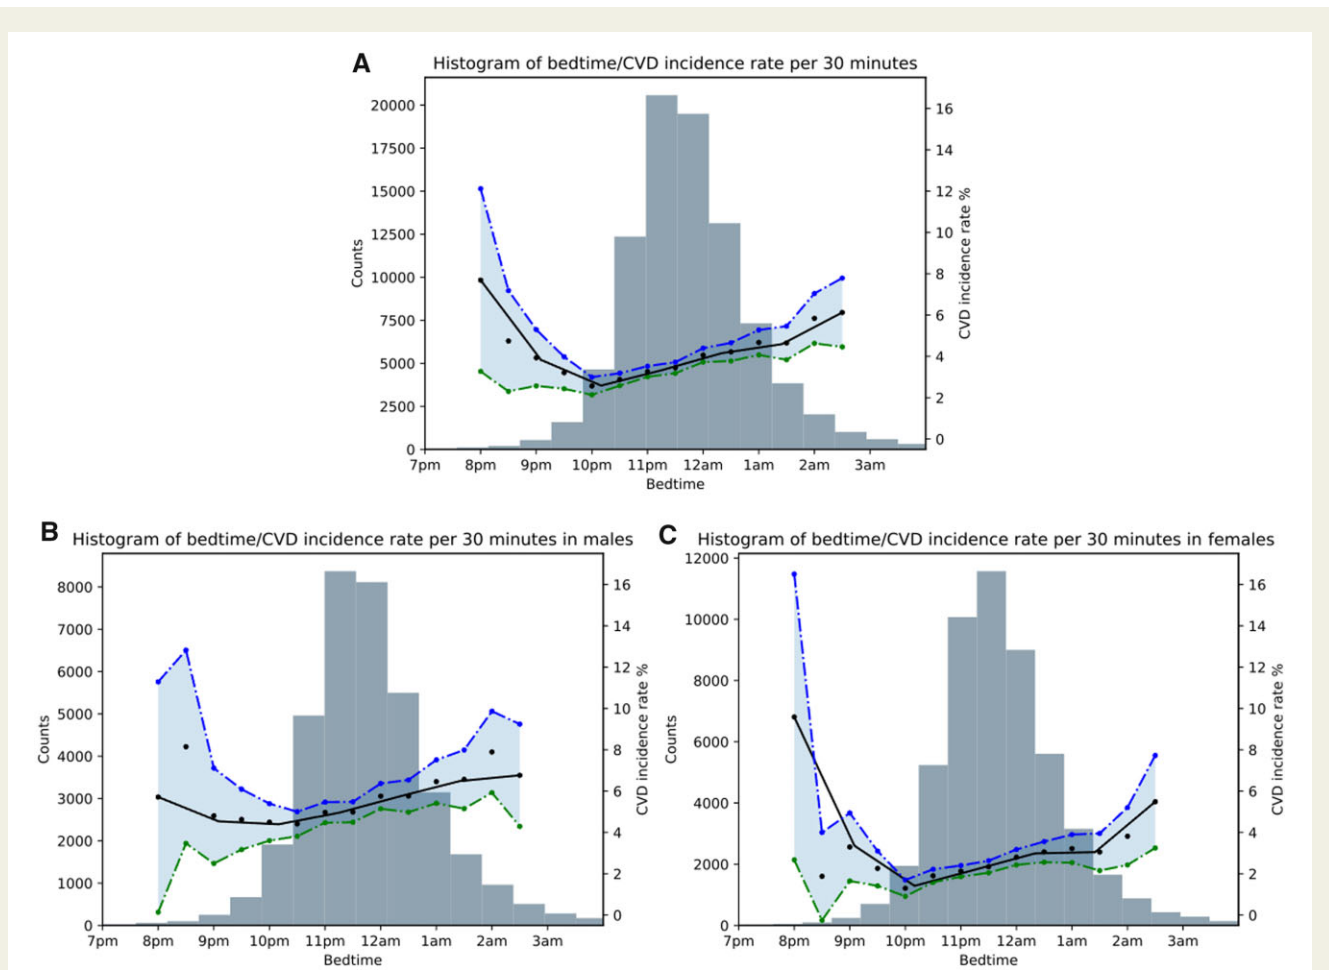 A
Histogram of bedtime/CVD incidence rate per 30 minutes
20000
17500
15000
12500
10000
7500
5000
2500
0
Counts
16
14
12
10
8
6
4
2
0
CVD incidence rate %
7pm 8pm 9pm 10pm 11pm 12am 1am 2am 3am
Bedtime
B
Histogram of bedtime/CVD incidence rate per 30 minutes in males
8000
7000
6000
5000
4000
3000
2000
1000
0
Counts
16
14
12
10
8
6
4
2
0
CVD incidence rate %
7pm 8pm 9pm 10pm 11pm 12am 1am 2am 3am
Bedtime
C
Histogram of bedtime/CVD incidence rate per 30 minutes in females
12000
10000
8000
6000
4000
2000
0
Counts
16
14
12
10
8
6
4
2
0
CVD incidence rate %
7pm 8pm 9pm 10pm 11pm 12am 1am 2am 3am
Bedtime